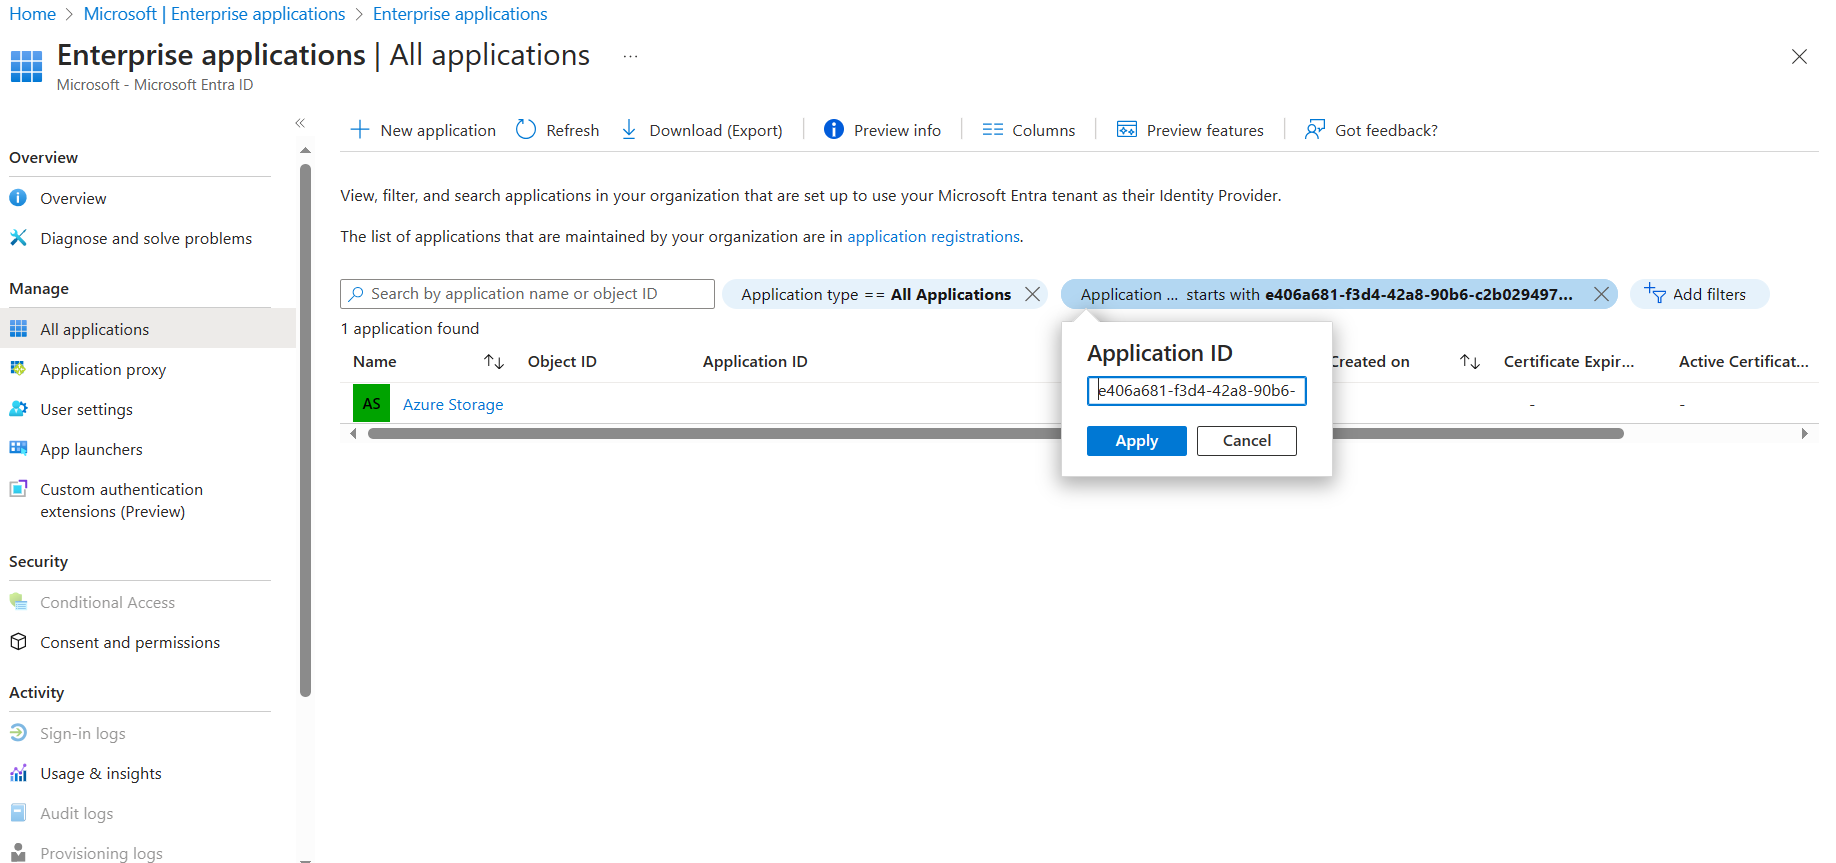 Home > Microsoft | Enterprise applications > Enterprise applications
Enterprise applications | All applications ...
Microsoft - Microsoft Entra ID
Overview
Overview
Diagnose and solve problems
Manage
All applications
Application proxy
User settings
App launchers
Custom authentication
extensions (Preview)
Security
Conditional Access
Consent and permissions
Activity
Sign-in logs
Usage & insights
Audit logs
Provisioning logs
New application Refresh Download (Export) Preview info Columns Preview features Got feedback?
View, filter, and search applications in your organization that are set up to use your Microsoft Entra tenant as their Identity Provider.
The list of applications that are maintained by your organization are in application registrations.
Search by application name or object ID Application type == All Applications Application ... starts with e406a681-f3d4-42a8-90b6-c2b029497... Add filters
1 application found
Name Object ID Application ID Created on Certificate Expir... Active Certificat...
AS Azure Storage - -
Application ID
e406a681-f3d4-42a8-90b6-
Apply Cancel